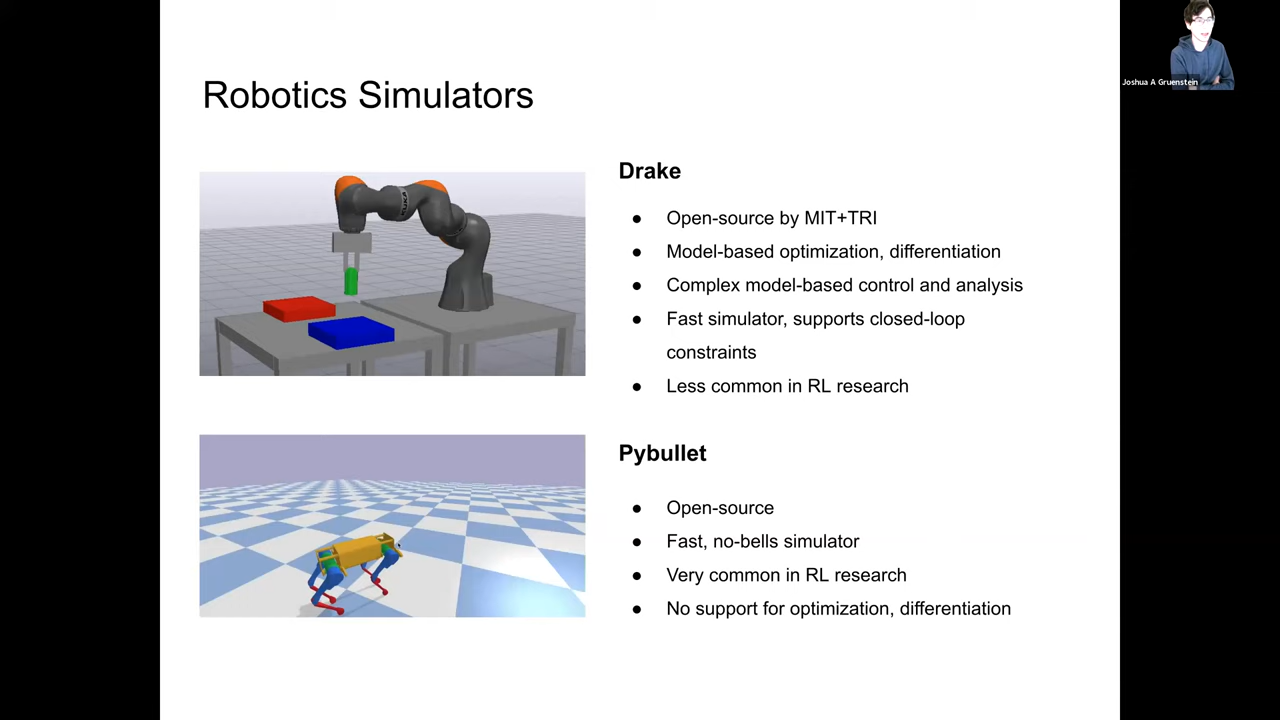 Robotics Simulators
Joshua A Gruenstein
KUKA
Drake
● Open-source by MIT+TRI
● Model-based optimization, differentiation
● Complex model-based control and analysis
● Fast simulator, supports closed-loop
constraints
● Less common in RL research
Pybullet
● Open-source
● Fast, no-bells simulator
● Very common in RL research
● No support for optimization, differentiation